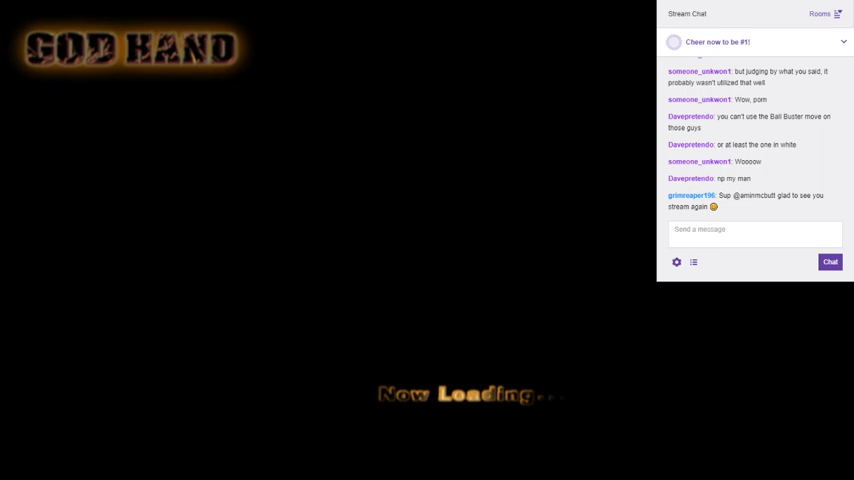 GOD HAND
Stream Chat
Rooms
Cheer now to be #1!
someone_unkwon1: but judging by what you said, it
probably wasn't utilized that well
someone_unkwon1: Wow, pom
Davepretendo: you can't use the Ball Buster move on
those guys
Davepretendo: or at least the one in white
someone_unkwon1: Woooow
Davepretendo: np my man
grimreaper196: Sup @aminmcbutt glad to see you
stream again
Send a message
Chat
Now Loading...